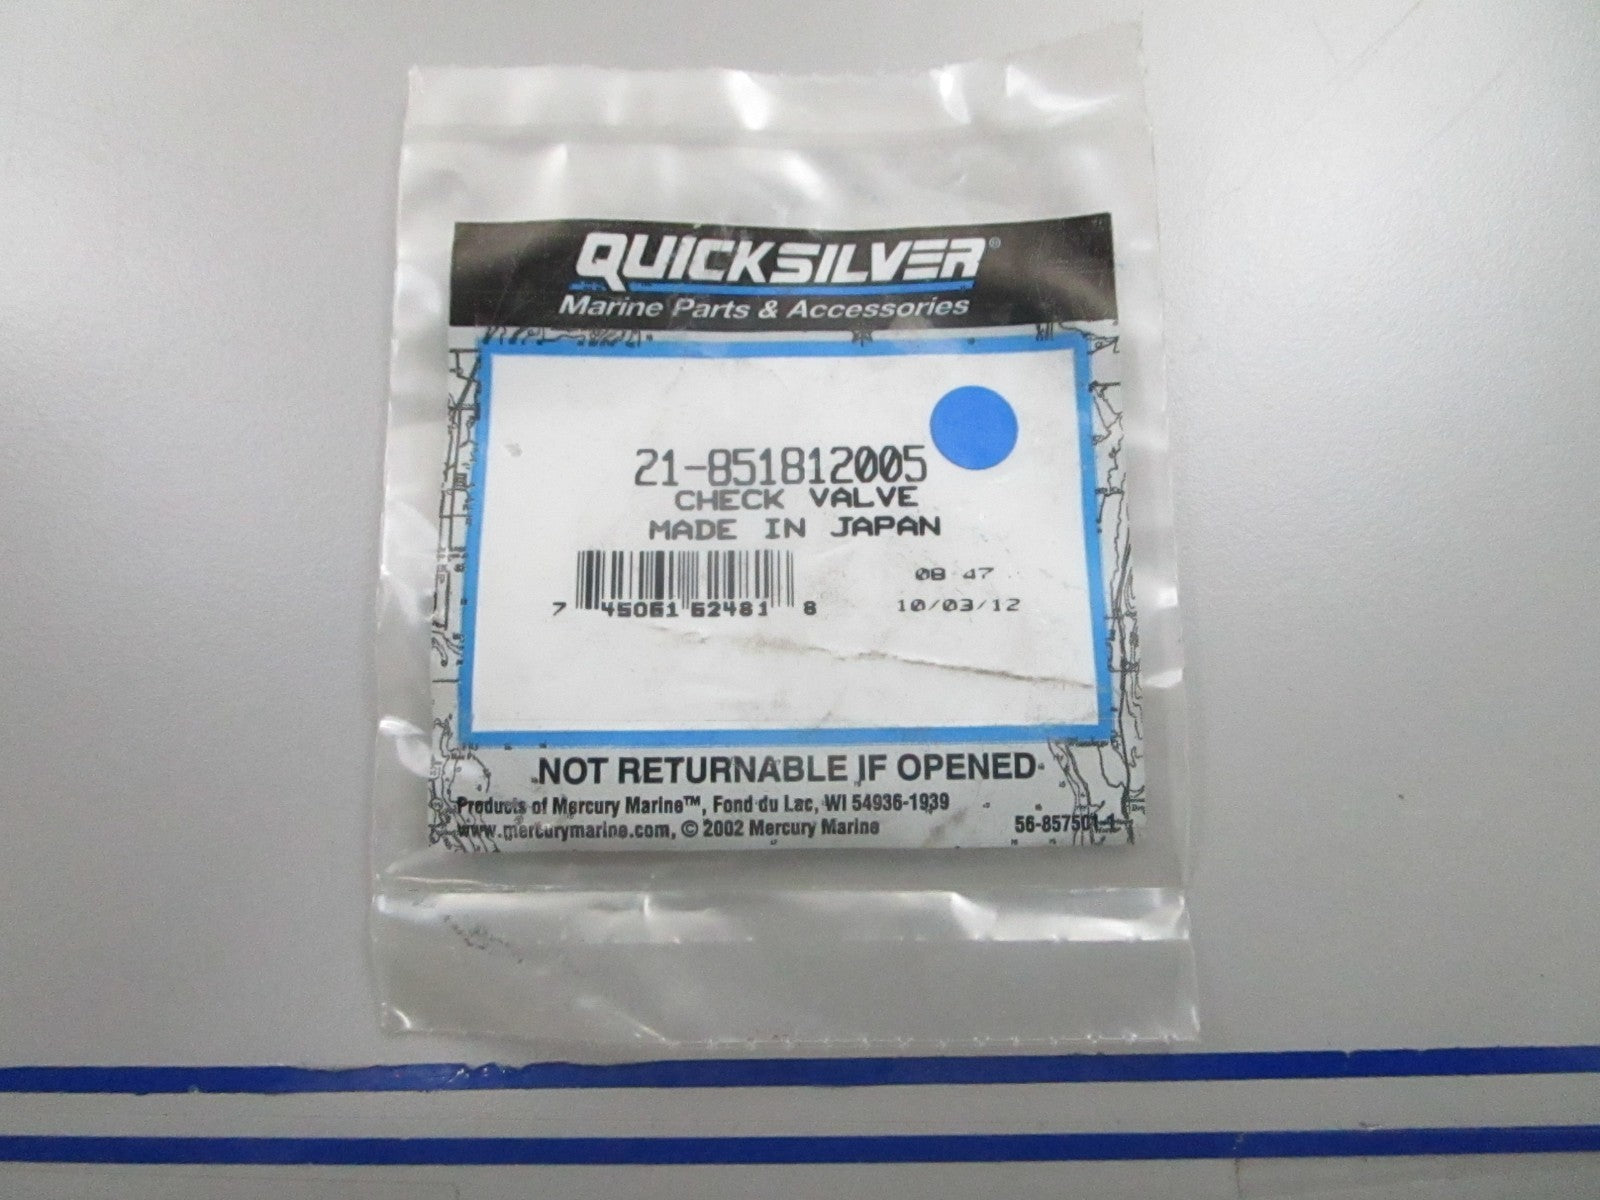 QUICKSILVER®
Marine Parts & Accessories
21-851812005
CHECK VALVE
MADE IN JAPAN
0B 47
7 45061 62481 8
10/03/12
NOT RETURNABLE IF OPENED
Products of Mercury Marine™, Fond du Lac, WI 54936-1939
www.mercurymarine.com, © 2002 Mercury Marine
56-857501-1